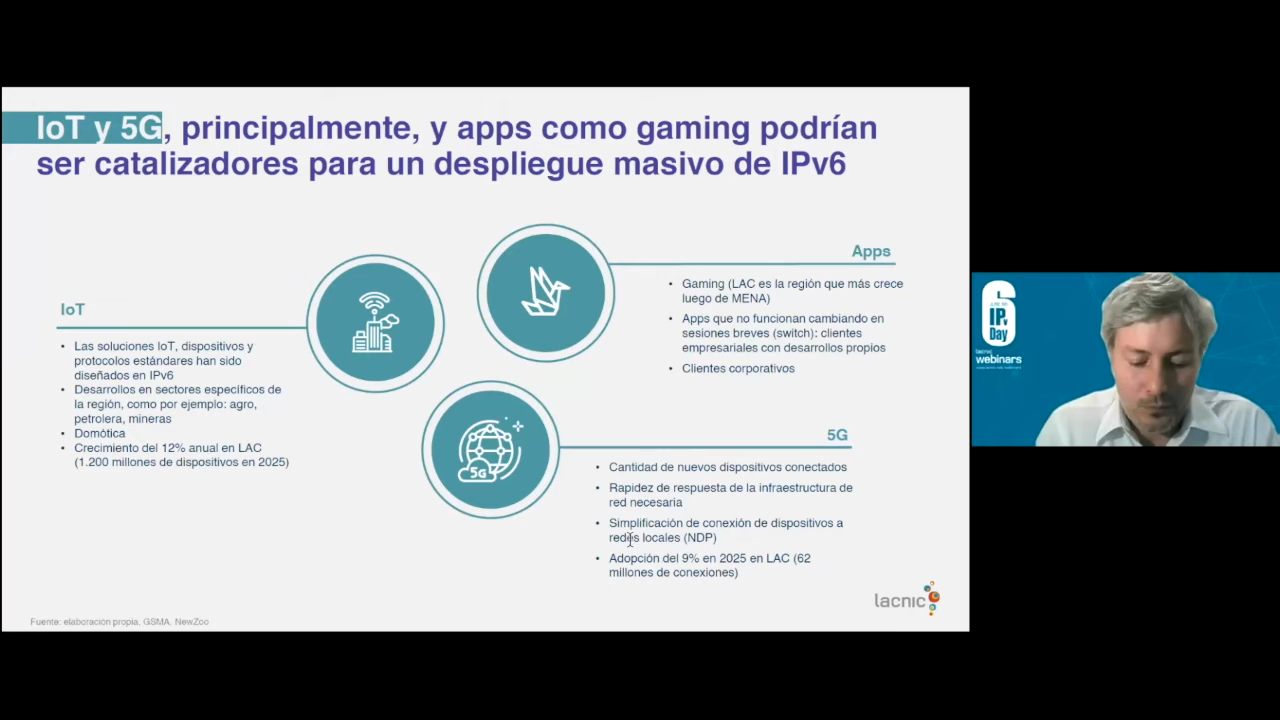 IoT y 5G, principalmente, y apps como gaming podrían
ser catalizadores para un despliegue masivo de IPv6
IoT
• Las soluciones IoT, dispositivos y
protocolos estándares han sido
diseñados en IPv6
• Desarrollos en sectores específicos de
la región, como por ejemplo: agro,
petrolera, mineras
• Domótica
• Crecimiento del 12% anual en LAC
(1.200 millones de dispositivos en 2025)
Apps
• Gaming (LAC es la región que más crece
luego de MENA)
• Apps que no funcionan cambiando en
sesiones breves (switch): clientes
empresariales con desarrollos propios
• Clientes corporativos
5G
5G
• Cantidad de nuevos dispositivos conectados
• Rapidez de respuesta de la infraestructura de
red necesaria
• Simplificación de conexión de dispositivos a
redes locales (NDP)
• Adopción del 9% en 2025 en LAC (62
millones de conexiones)
lacnic
Fuente: elaboración propia, GSMA, NewZoo
6
IPv
Day
lacnic
webinars